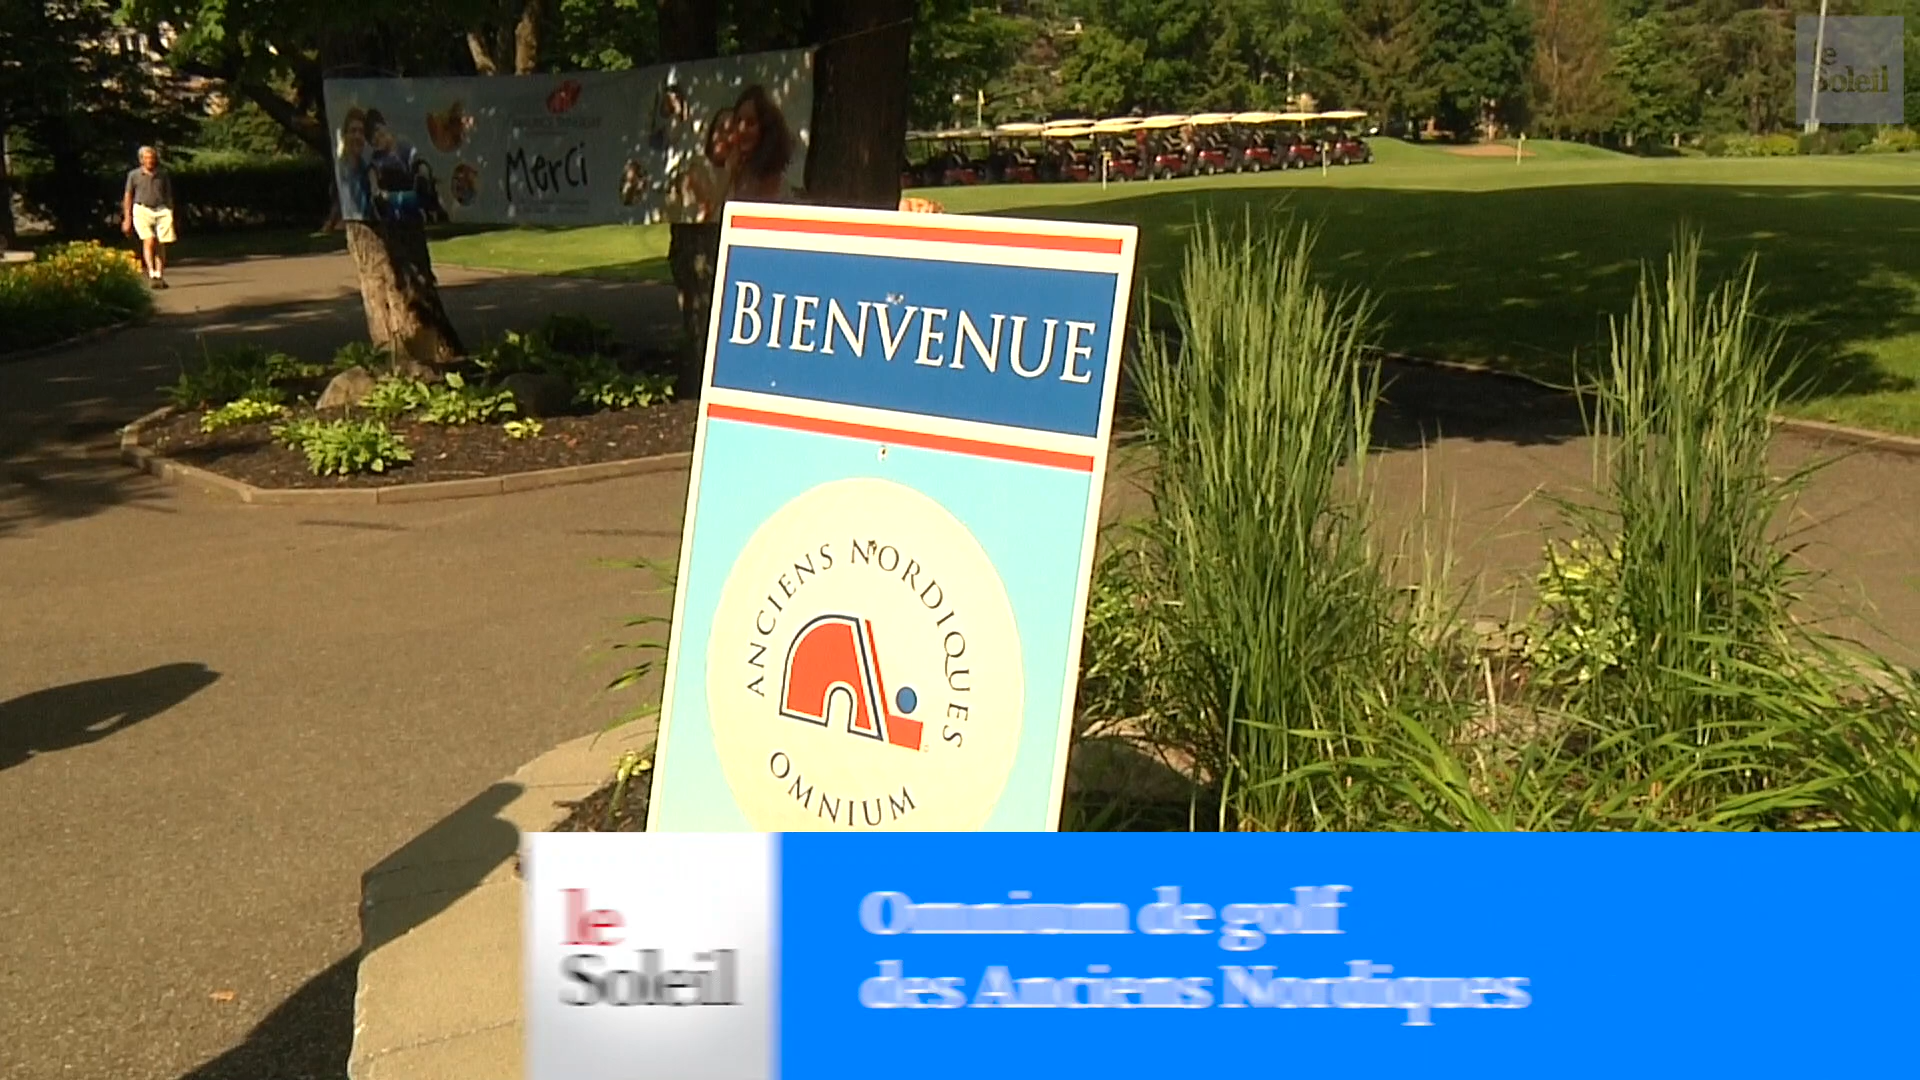 le
Soleil
Merci
BIENVENUE
ANCIENS NORDIQUES
OMNIUM
le
Soleil
Omnium de golf
des Anciens Nordiques